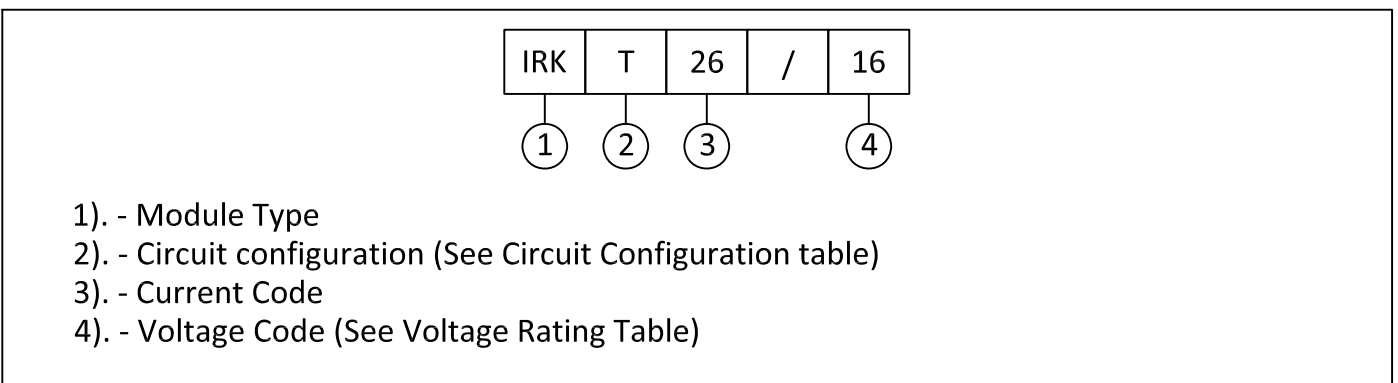 IRK T 26 / 16
1 2 3 4
1). - Module Type
2). - Circuit configuration (See Circuit Configuration table)
3). - Current Code
4). - Voltage Code (See Voltage Rating Table)